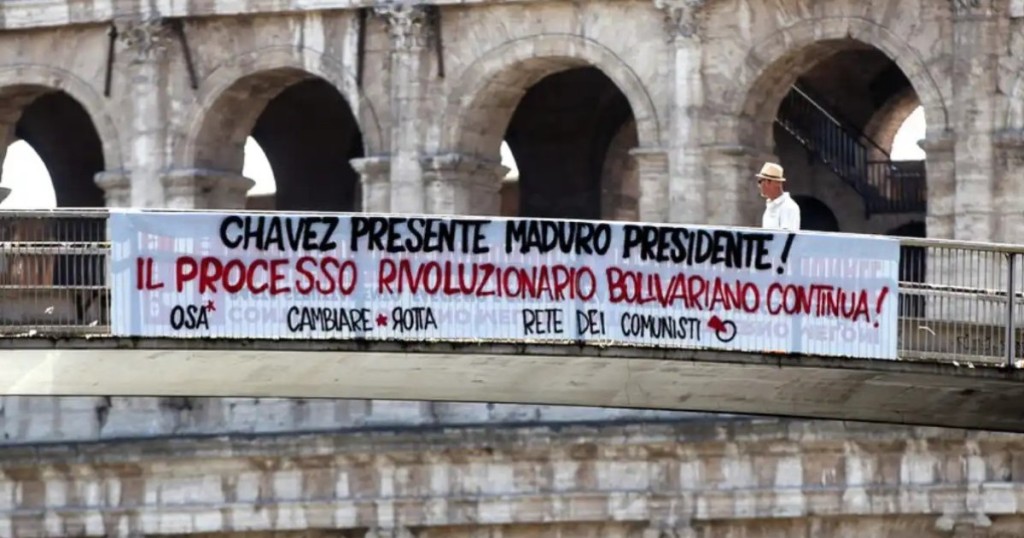 CHAVEZ PRESENTE MADURO PRESIDENTE!
IL PROCESSO RIVOLUZIONARIO BOLIVARIANO CONTINUA!
OSA* CAMBIARE★ROTTA RETE DEI COMUNISTI